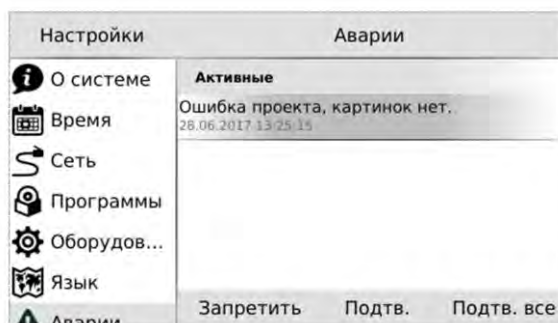 Настройки
Аварии
О системе
Время
Сеть
Программы
Оборудов...
Язык
Аварии
Активные
Ошибка проекта, картинок нет.
28.06.2017 13:25:15
Запретить Подтв. Подтв. все